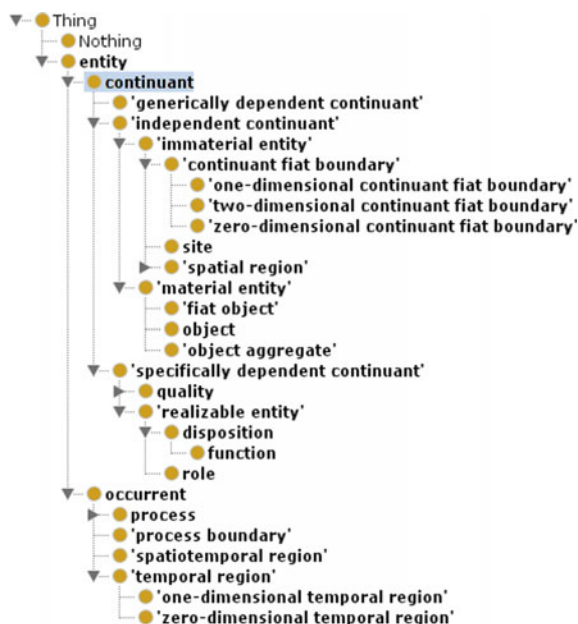 Thing
Nothing
entity
continuant
'generically dependent continuant'
'independent continuant'
'immaterial entity'
'continuant fiat boundary'
'one-dimensional continuant fiat boundary'
'two-dimensional continuant fiat boundary'
'zero-dimensional continuant fiat boundary'
site
'spatial region'
'material entity'
'fiat object'
object
'object aggregate'
'specifically dependent continuant'
quality
'realizable entity'
disposition
function
role
occurrent
process
'process boundary'
'spatiotemporal region'
'temporal region'
'one-dimensional temporal region'
'zero-dimensional temporal region'